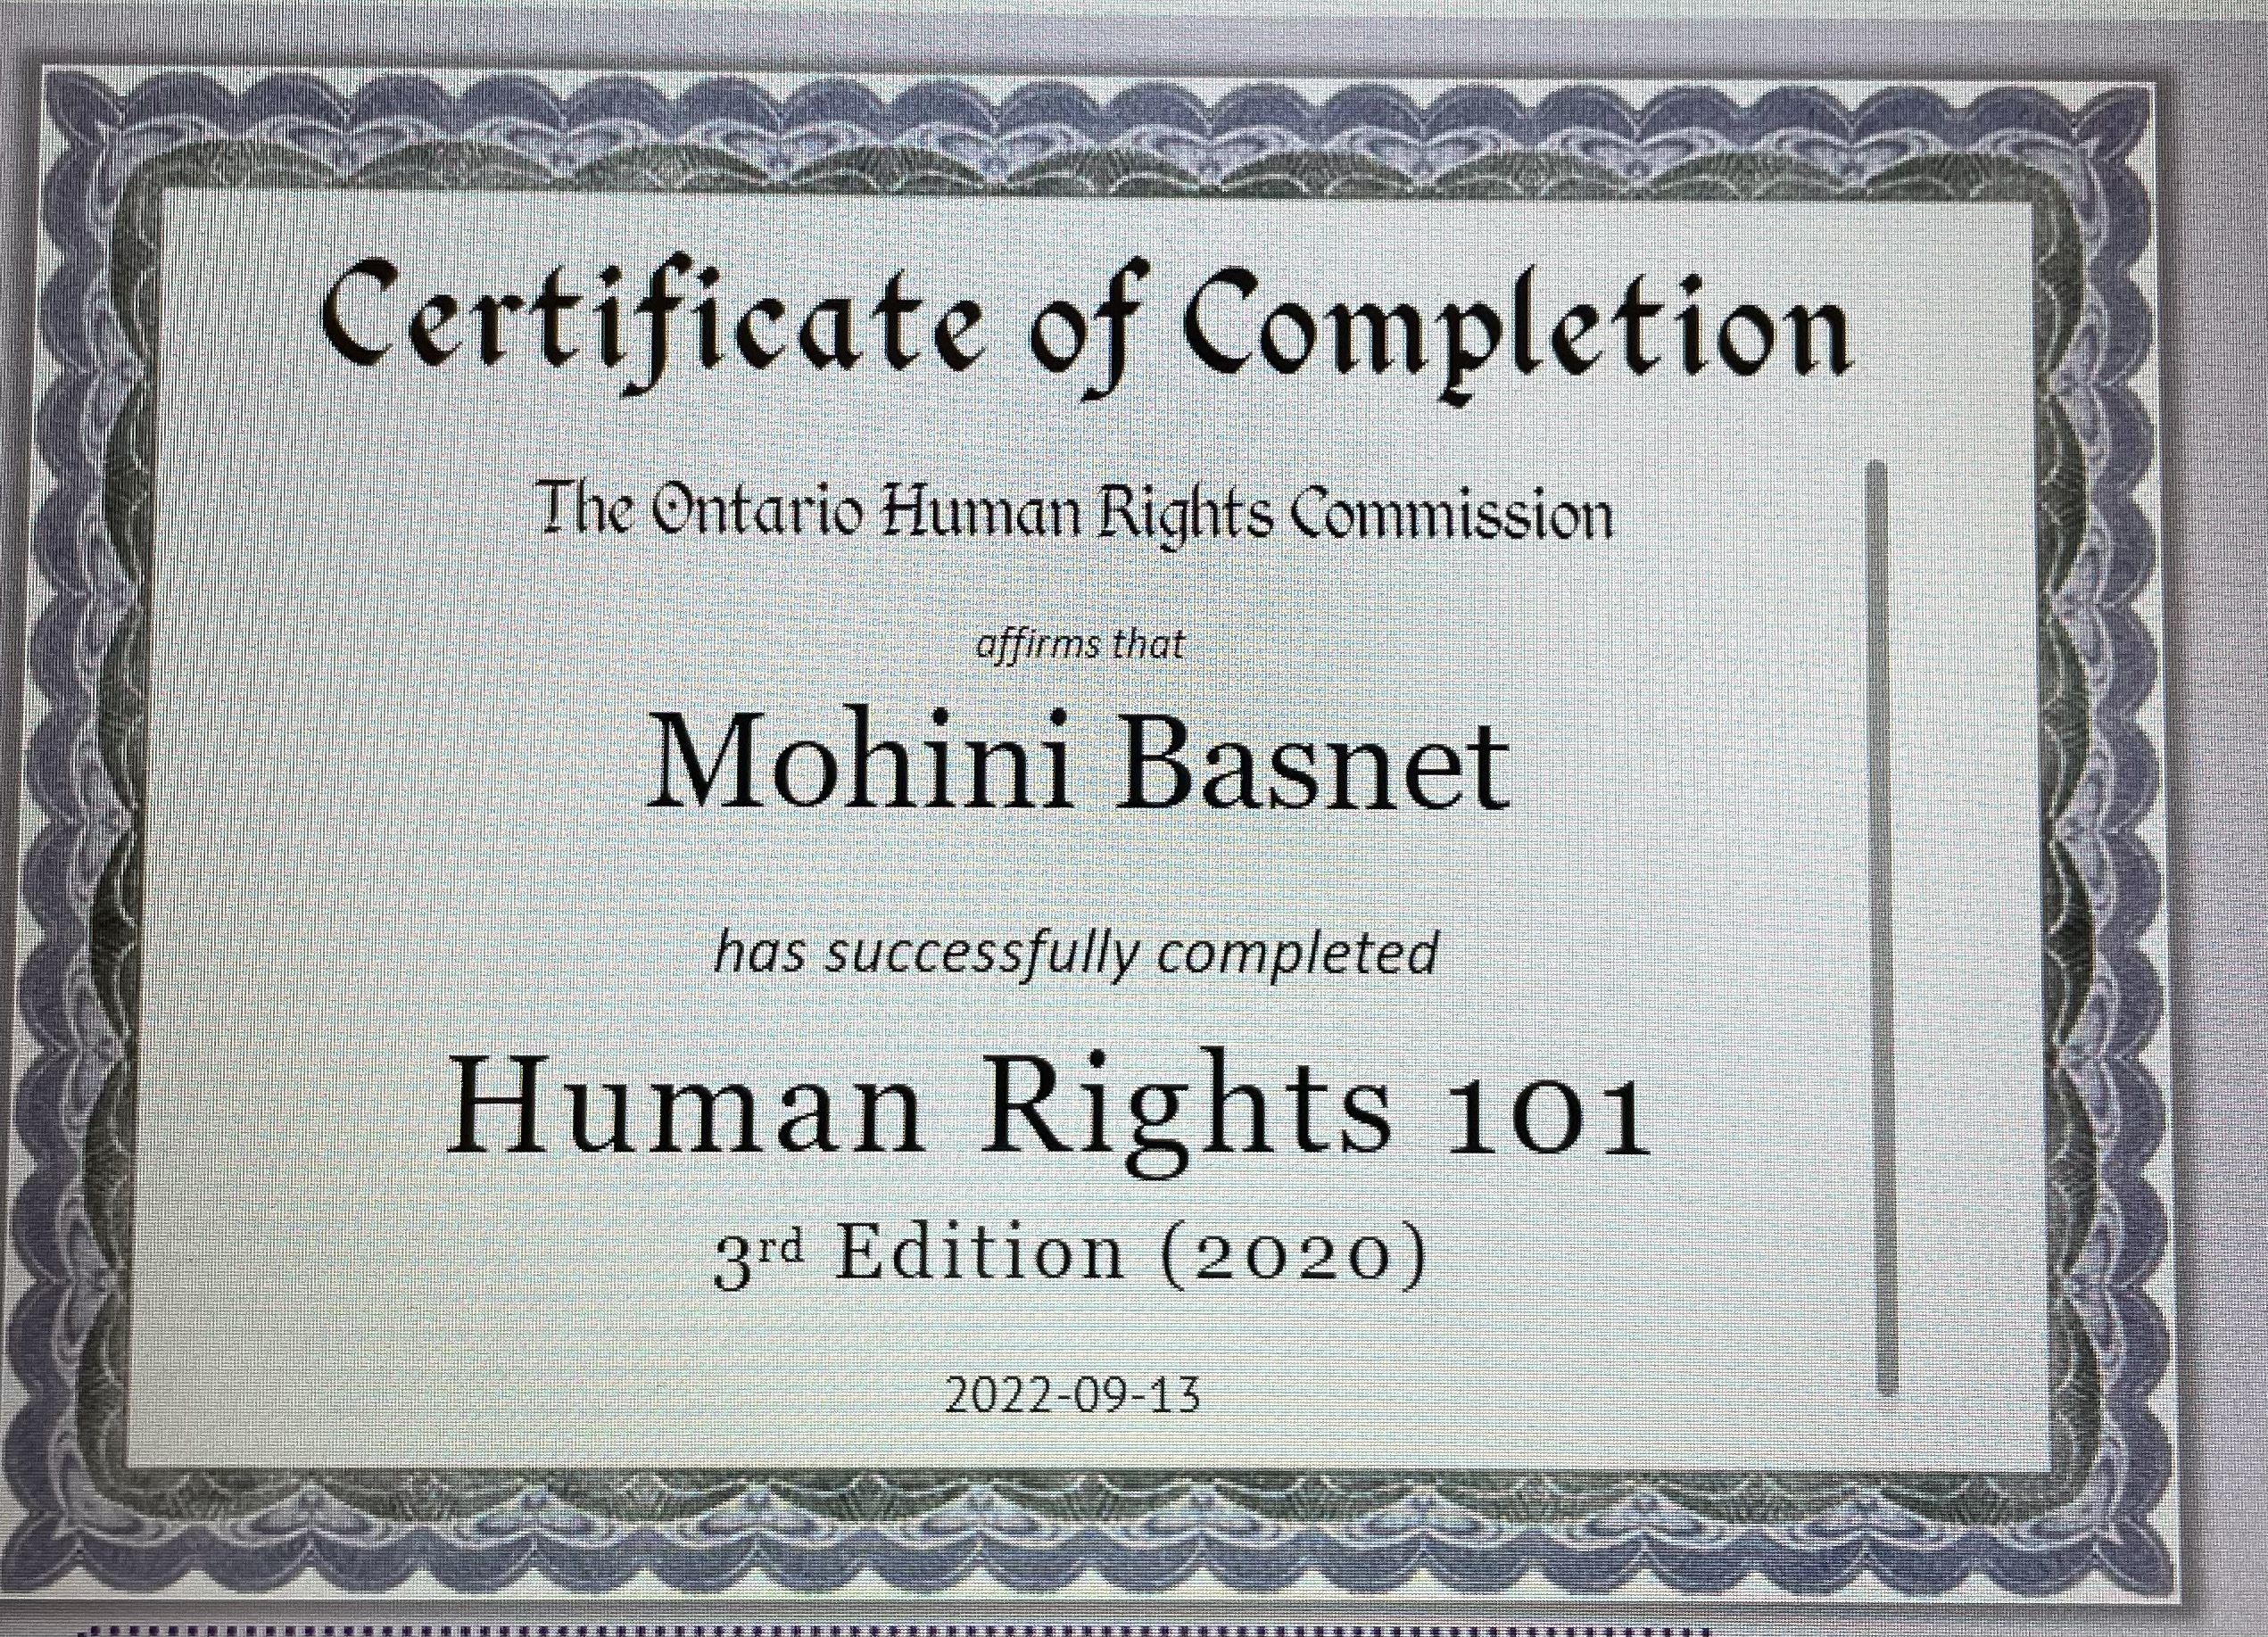 Certificate of Completion
The Ontario Human Rights Commission
affirms that
Mohini Basnet
has successfully completed
Human Rights 101
3rd Edition (2020)
2022-09-13